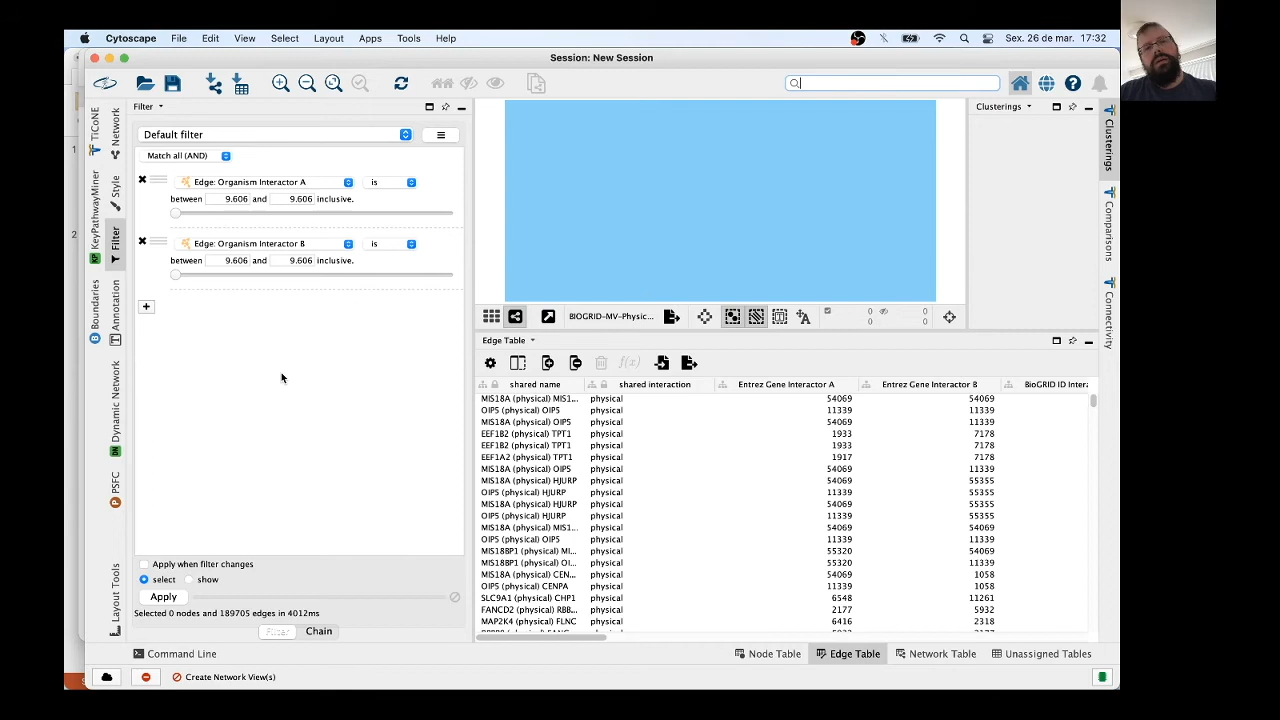 Cytoscape File Edit View Select Layout Apps Tools Help Sex. 26 de mar. 17:32
Session: New Session
Filter
Clusterings
Default filter
Match all (AND)
Edge: Organism Interactor A is
between 9.606 and 9.606 inclusive.
Edge: Organism Interactor B is
between 9.606 and 9.606 inclusive.
Apply when filter changes
select show
Apply
Selected 0 nodes and 189705 edges in 4012ms
Filter Chain
TiCoNE
KeyPathwayMiner
Boundaries
Network
Style
Filter
Annotation
Dynamic Network
PSFC
Layout Tools
BIOGRID-MV-Physic... 0 0
0 0
Edge Table
f(x)
shared name shared interaction Entrez Gene Interactor A Entrez Gene Interactor B BioGRID ID Intera
MIS18A (physical) MIS1... physical 54069 54069
OIP5 (physical) OIP5 physical 11339 11339
MIS18A (physical) OIP5 physical 54069 11339
EEF1B2 (physical) TPT1 physical 1933 7178
EEF1B2 (physical) TPT1 physical 1933 7178
EEF1A2 (physical) TPT1 physical 1917 7178
MIS18A (physical) OIP5 physical 54069 11339
MIS18A (physical) HJURP physical 54069 55355
OIP5 (physical) HJURP physical 11339 55355
MIS18A (physical) HJURP physical 54069 55355
OIP5 (physical) HJURP physical 11339 55355
MIS18A (physical) MIS1... physical 54069 54069
OIP5 (physical) OIP5 physical 11339 11339
MIS18BP1 (physical) MI... physical 55320 54069
MIS18BP1 (physical) OI... physical 55320 11339
MIS18A (physical) CEN... physical 54069 1058
OIP5 (physical) CENPA physical 11339 1058
SLC9A1 (physical) CHP1 physical 6548 11261
FANCD2 (physical) RBB... physical 2177 5932
MAP2K4 (physical) FLNC physical 6416 2318
Clusterings
Comparisons
Connectivity
Command Line Node Table Edge Table Network Table Unassigned Tables
Create Network View(s)